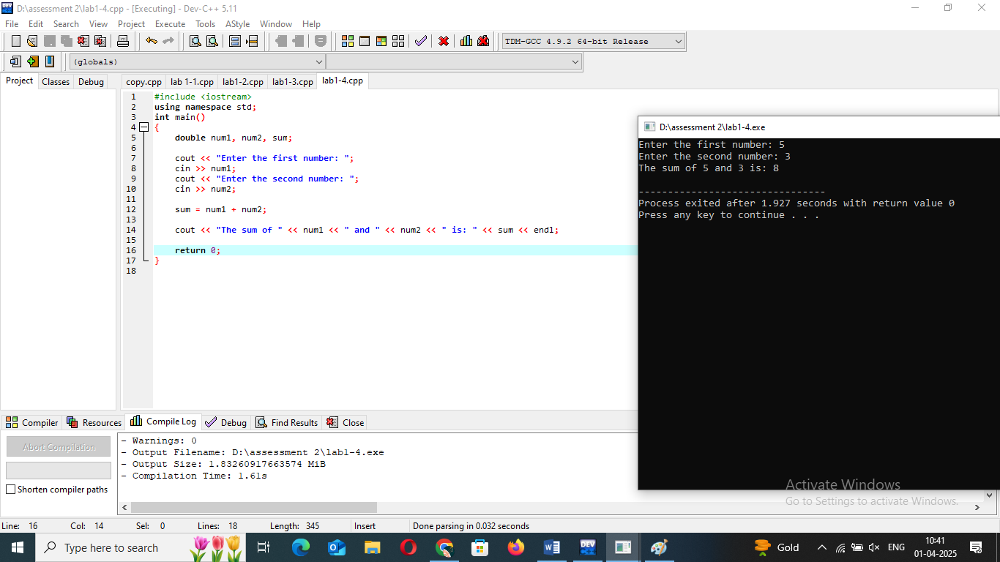 D:\assessment 2\lab1-4.cpp - [Executing] - Dev-C++ 5.11
File Edit Search View Project Execute Tools AStyle Window Help
TDM-GCC 4.9.2 64-bit Release
(globals)
Project Classes Debug
copy.cpp lab 1-1.cpp lab1-2.cpp lab1-3.cpp lab1-4.cpp
1 #include <iostream>
2 using namespace std;
3 int main()
4 {
5 double num1, num2, sum;
6
7 cout << "Enter the first number: ";
8 cin >> num1;
9 cout << "Enter the second number: ";
10 cin >> num2;
11
12 sum = num1 + num2;
13
14 cout << "The sum of " << num1 << " and " << num2 << " is: " << sum << endl;
15
16 return 0;
17 }
18
D:\assessment 2\lab1-4.exe
Enter the first number: 5
Enter the second number: 3
The sum of 5 and 3 is: 8
--------------------------------
Process exited after 1.927 seconds with return value 0
Press any key to continue . . .
Compiler Resources Compile Log Debug Find Results Close
Abort Compilation
Shorten compiler paths
- Warnings: 0
- Output Filename: D:\assessment 2\lab1-4.exe
- Output Size: 1.83260917663574 MiB
- Compilation Time: 1.61s
Activate Windows
Go to Settings to activate Windows.
Line: 16 Col: 14 Sel: 0 Lines: 18 Length: 345 Insert Done parsing in 0.032 seconds
Type here to search
DEV
Gold
ENG
10:41
01-04-2025